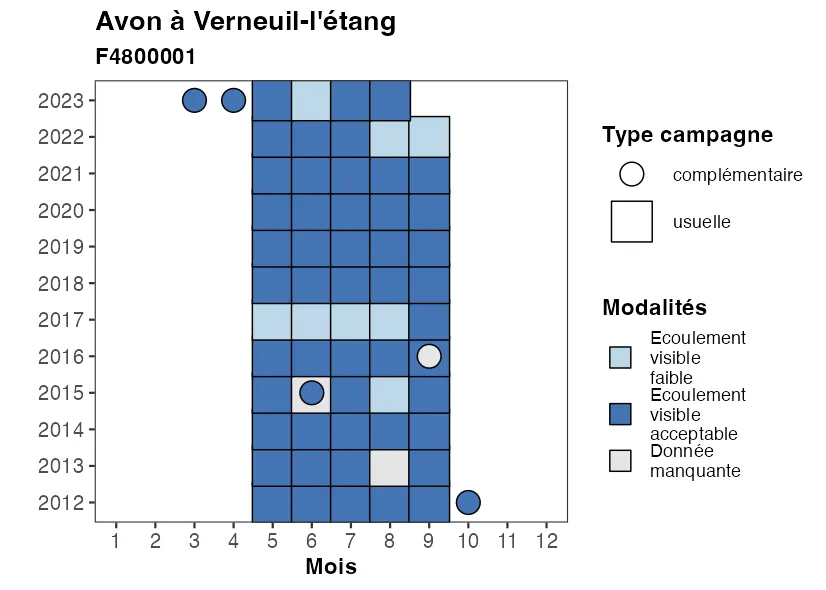 Avon à Verneuil-l'étang
F4800001
2023
2022
2021
2020
2019
2018
2017
2016
2015
2014
2013
2012
1 2 3 4 5 6 7 8 9 10 11 12
Mois
Type campagne
complémentaire
usuelle
Modalités
Ecoulement
visible
faible
Ecoulement
visible
acceptable
Donnée
manquante